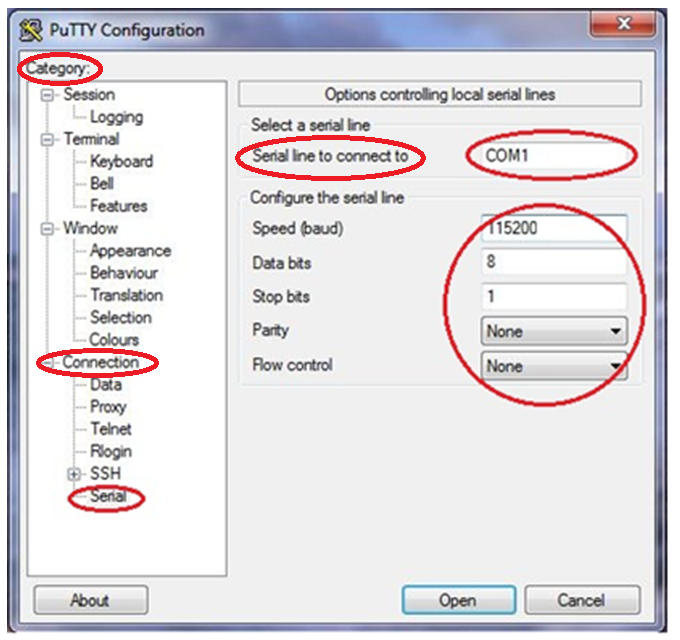 PuTTY Configuration
Category:
Session
Logging
Terminal
Keyboard
Bell
Features
Window
Appearance
Behaviour
Translation
Selection
Colours
Connection
Data
Proxy
Telnet
Rlogin
SSH
Serial
Options controlling local serial lines
Select a serial line
Serial line to connect to COM1
Configure the serial line
Speed (baud) 115200
Data bits 8
Stop bits 1
Parity None
Flow control None
About Open Cancel